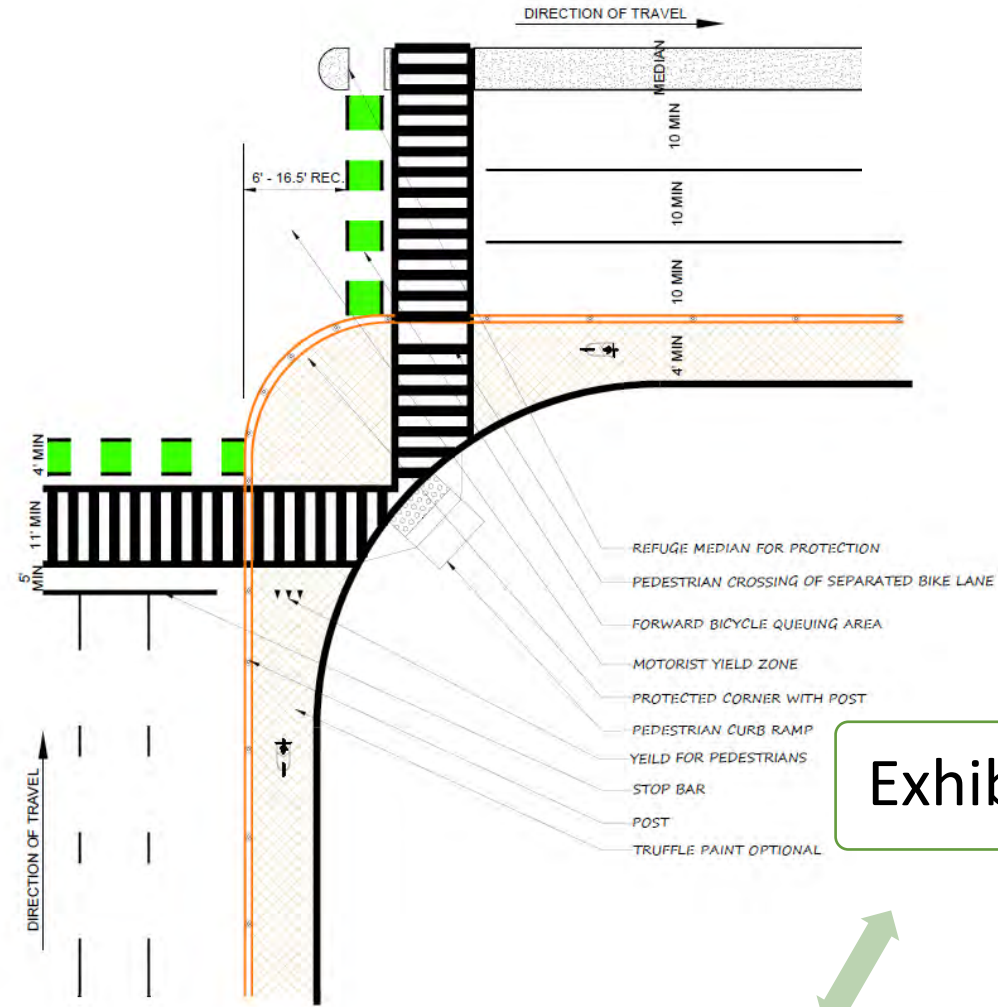 DIRECTION OF TRAVEL
MEDIAN
10 MIN
6' - 16.5' REC.
10 MIN
10 MIN
4' MIN
4' MIN
11' MIN
5'
MIN
REFUGE MEDIAN FOR PROTECTION
PEDESTRIAN CROSSING OF SEPARATED BIKE LANE
FORWARD BICYCLE QUEUING AREA
MOTORIST YIELD ZONE
PROTECTED CORNER WITH POST
PEDESTRIAN CURB RAMP
YEILD FOR PEDESTRIANS
STOP BAR
POST
TRUFFLE PAINT OPTIONAL
Exhib
DIRECTION OF TRAVEL